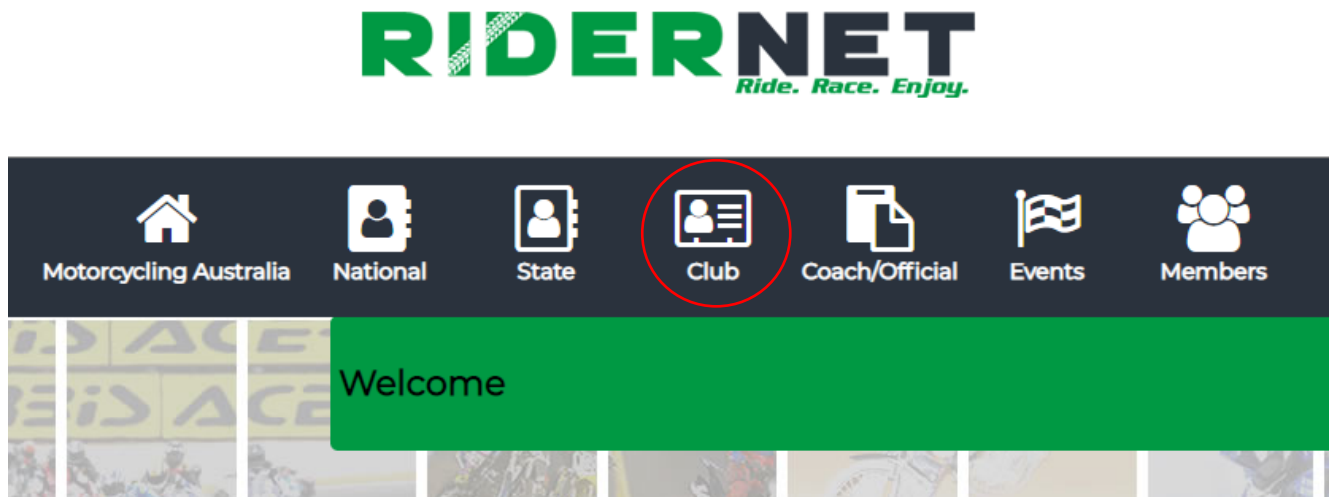 RIDERNET
Ride. Race. Enjoy.
Motorcycling Australia National State Club Coach/Official Events Members
Welcome